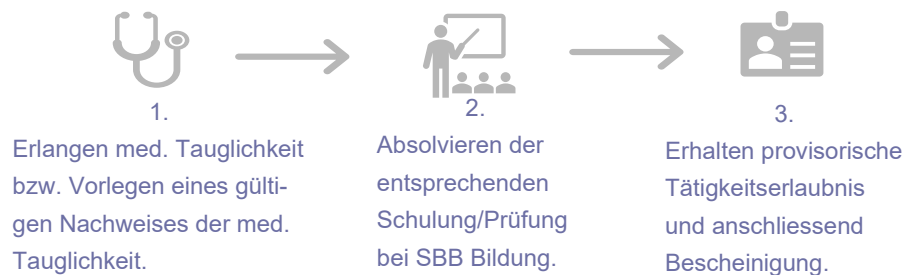 1.
Erlangen med. Tauglichkeit
bzw. Vorlegen eines gülti-
gen Nachweises der med.
Tauglichkeit.
2.
Absolvieren der
entsprechenden
Schulung/Prüfung
bei SBB Bildung.
3.
Erhalten provisorische
Tätigkeitserlaubnis
und anschliessend
Bescheinigung.